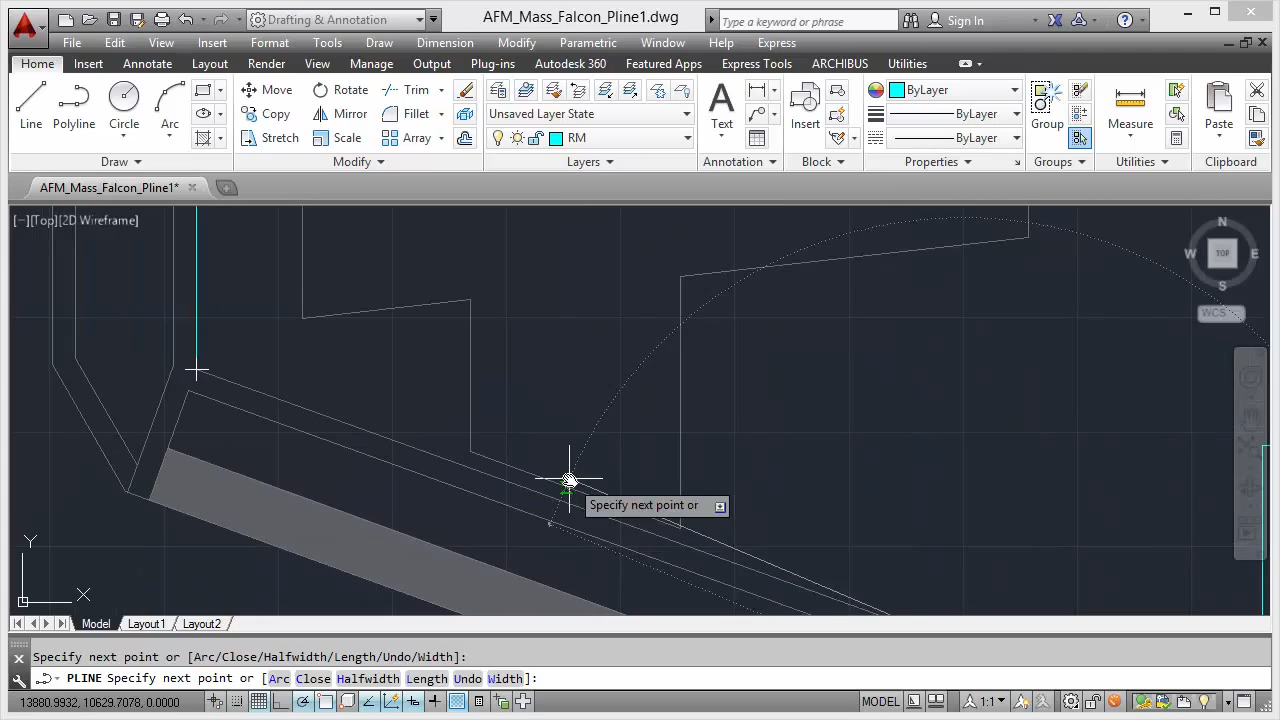 Drafting & Annotation
AFM_Mass_Falcon_Pline1.dwg
Type a keyword or phrase
Sign In
File Edit View Insert Format Tools Draw Dimension Modify Parametric Window Help Express
Home Insert Annotate Layout Render View Manage Output Plug-ins Autodesk 360 Featured Apps Express Tools ARCHIBUS Utilities
Line Polyline Circle Arc
Move Rotate Trim
Copy Mirror Fillet
Stretch Scale Array
Unsaved Layer State
RM
Text
Insert
ByLayer
ByLayer
ByLayer
Group
Measure
Paste
Draw Modify Layers Annotation Block Properties Groups Utilities Clipboard
AFM_Mass_Falcon_Pline1*
[−][Top][2D Wireframe]
N
W TOP E
S
WCS
Specify next point or
Y
X
Model Layout1 Layout2
Specify next point or [Arc/Close/Halfwidth/Length/Undo/Width]:
PLINE Specify next point or [Arc Close Halfwidth Length Undo Width]:
13880.9932, 10629.7078, 0.0000
MODEL
1:1